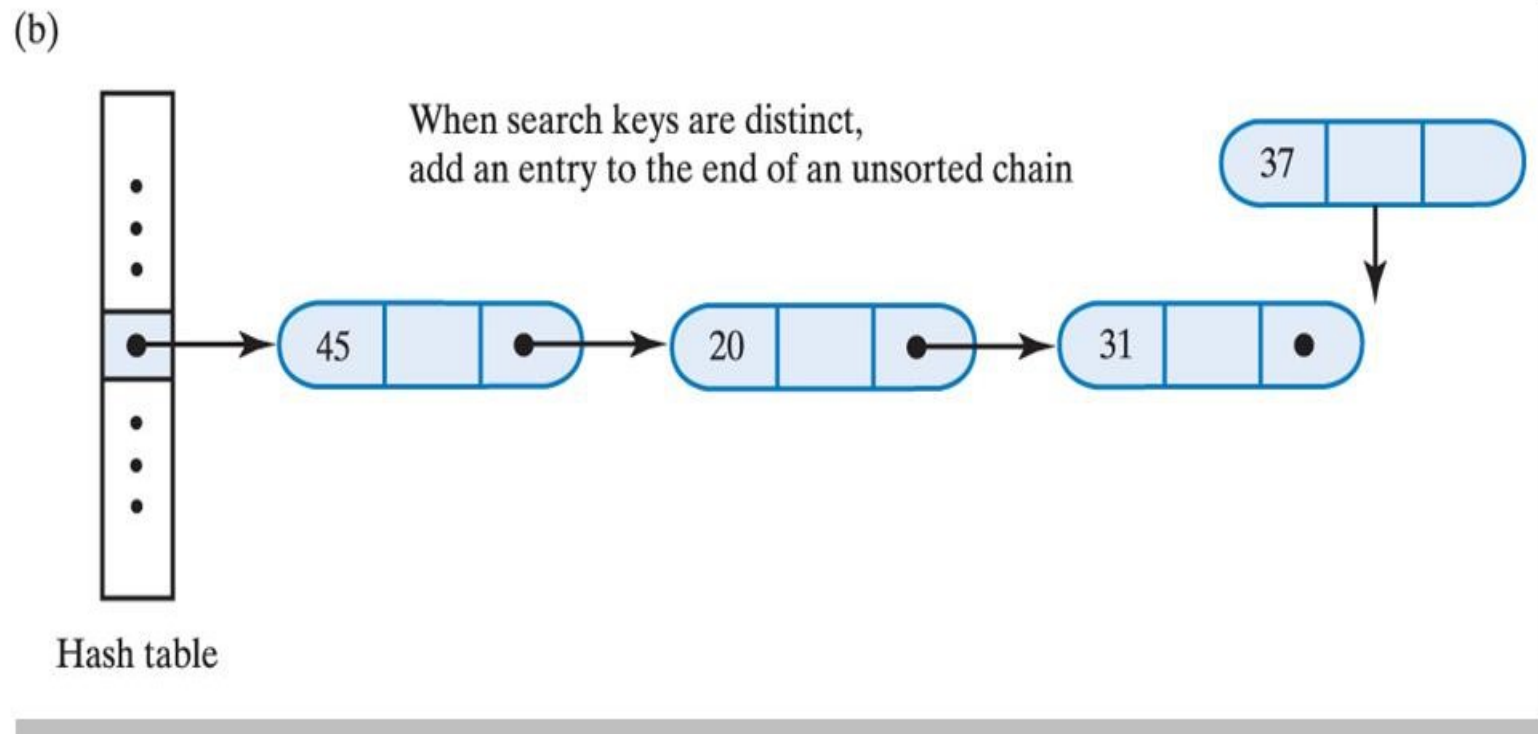 (b)
When search keys are distinct,
add an entry to the end of an unsorted chain
37
45
20
31
Hash table